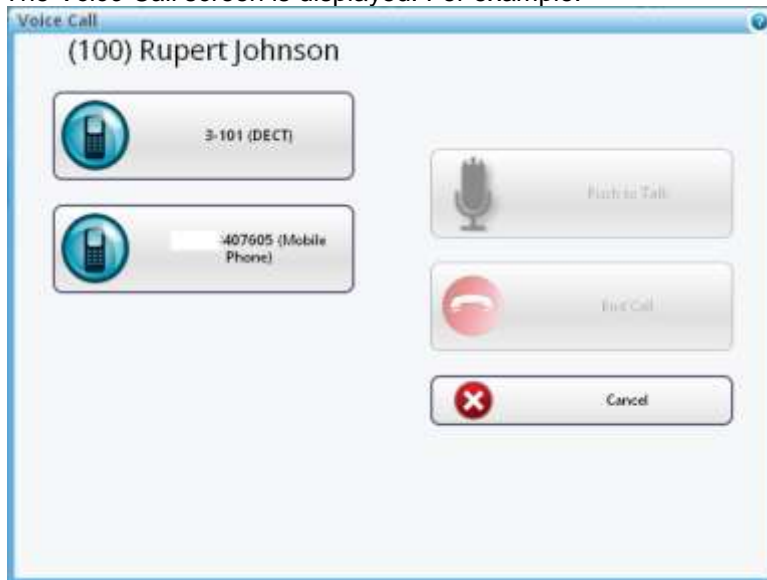 The Voice Call screen is displayed. For example:
Voice Call
(100) Rupert Johnson
3-101 (DECT)
407605 (Mobile
Phone)
Push to Talk
End Call
Cancel